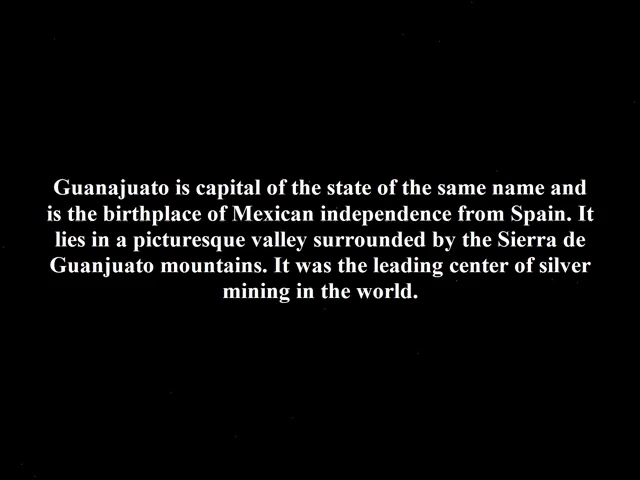 Guanajuato is capital of the state of the same name and
is the birthplace of Mexican independence from Spain. It
lies in a picturesque valley surrounded by the Sierra de
Guanjuato mountains. It was the leading center of silver
mining in the world.